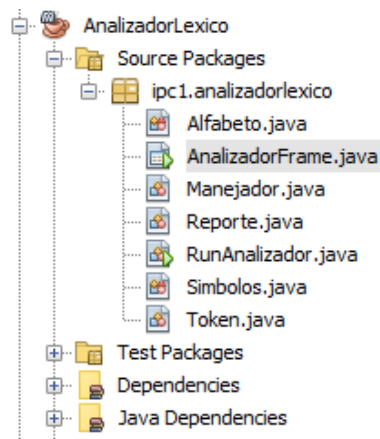 AnalizadorLexico
Source Packages
ipc1.analizadorlexico
Alfabeto.java
AnalizadorFrame.java
Manejador.java
Reporte.java
RunAnalizador.java
Simbolos.java
Token.java
Test Packages
Dependencies
Java Dependencies